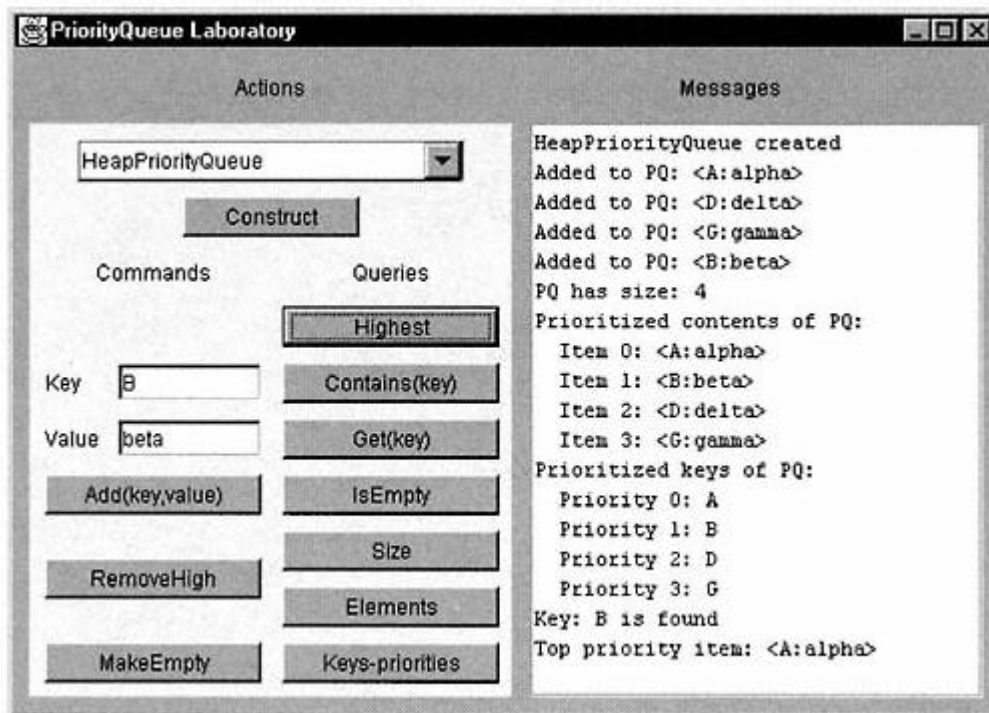 PriorityQueue Laboratory
Actions
HeapPriorityQueue
Construct
Commands
Queries
Highest
Key
B
Contains(key)
Value
beta
Get(key)
Add(key,value)
IsEmpty
Size
RemoveHigh
Elements
MakeEmpty
Keys-priorities
Messages
HeapPriorityQueue created
Added to PQ: <A:alpha>
Added to PQ: <D:delta>
Added to PQ: <G:gamma>
Added to PQ: <B:beta>
PQ has size: 4
Prioritized contents of PQ:
Item 0: <A:alpha>
Item 1: <B:beta>
Item 2: <D:delta>
Item 3: <G:gamma>
Prioritized keys of PQ:
Priority 0: A
Priority 1: B
Priority 2: D
Priority 3: G
Key: B is found
Top priority item: <A:alpha>